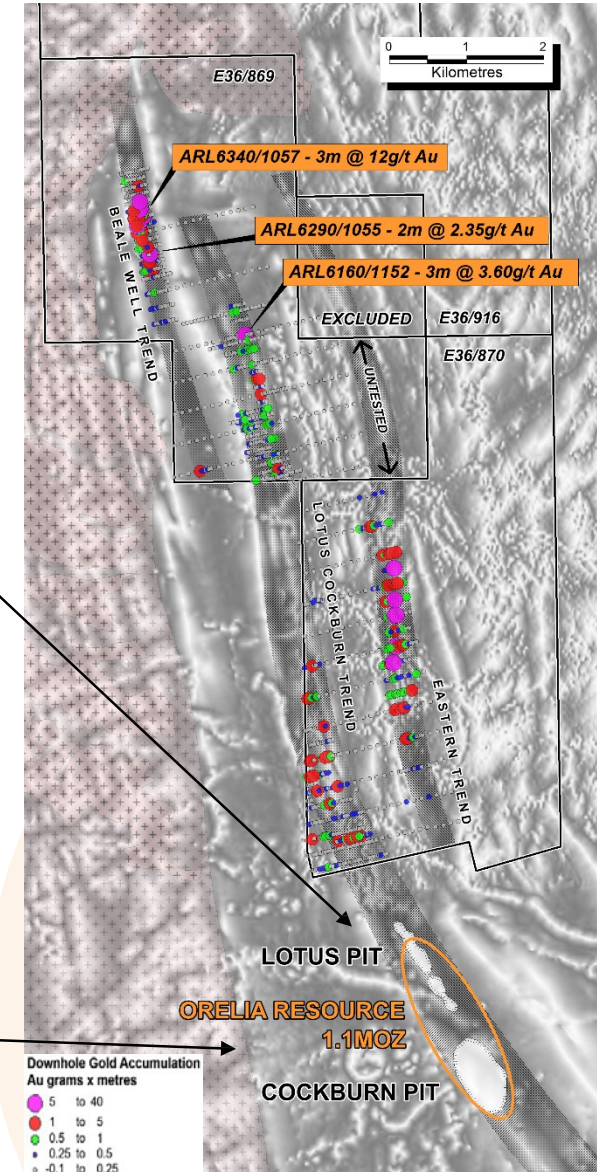 0 1 2
Kilometres
E36/869
ARL6340/1057 - 3m @ 12g/t Au
ARL6290/1055 - 2m @ 2.35g/t Au
ARL6160/1152 - 3m @ 3.60g/t Au
BEALE WELL TREND
EXCLUDED
E36/916
E36/870
UNTESTED
LOTUS COCKBURN TREND
EASTERN TREND
LOTUS PIT
ORELIA RESOURCE
1.1MOZ
COCKBURN PIT
Downhole Gold Accumulation
Au grams x metres
5 to 40
1 to 5
0.5 to 1
0.25 to 0.5
-0.1 to 0.25